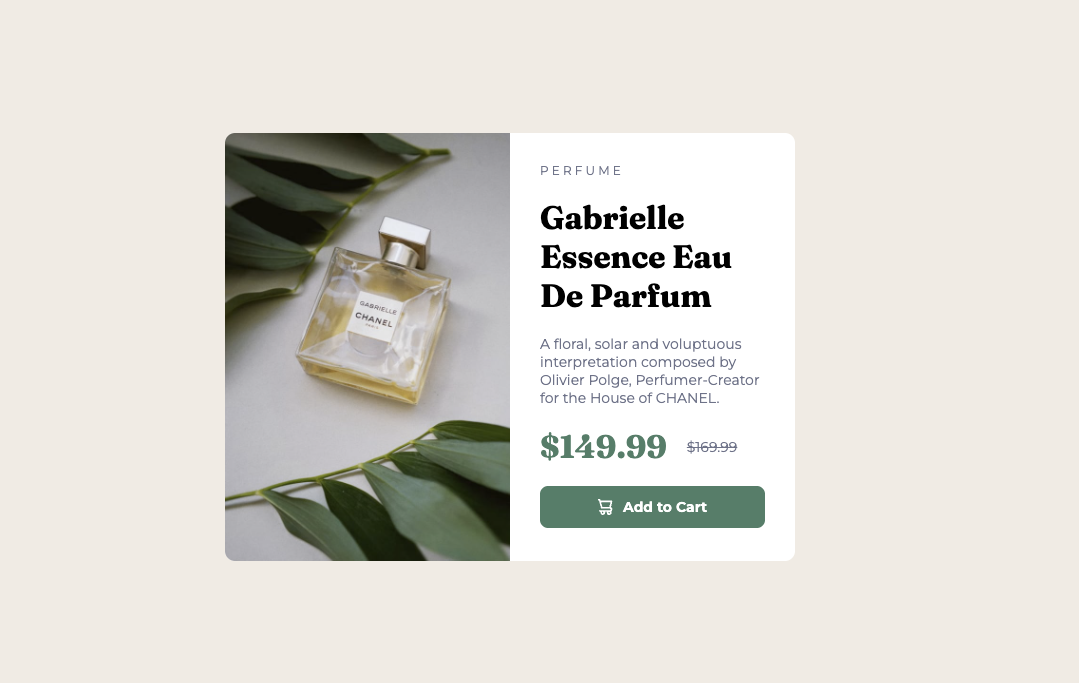 GABRIELLE
CHANEL
PARIS
PERFUME
Gabrielle
Essence Eau
De Parfum
A floral, solar and voluptuous
interpretation composed by
Olivier Polge, Perfumer-Creator
for the House of CHANEL.
$149.99 $169.99
Add to Cart